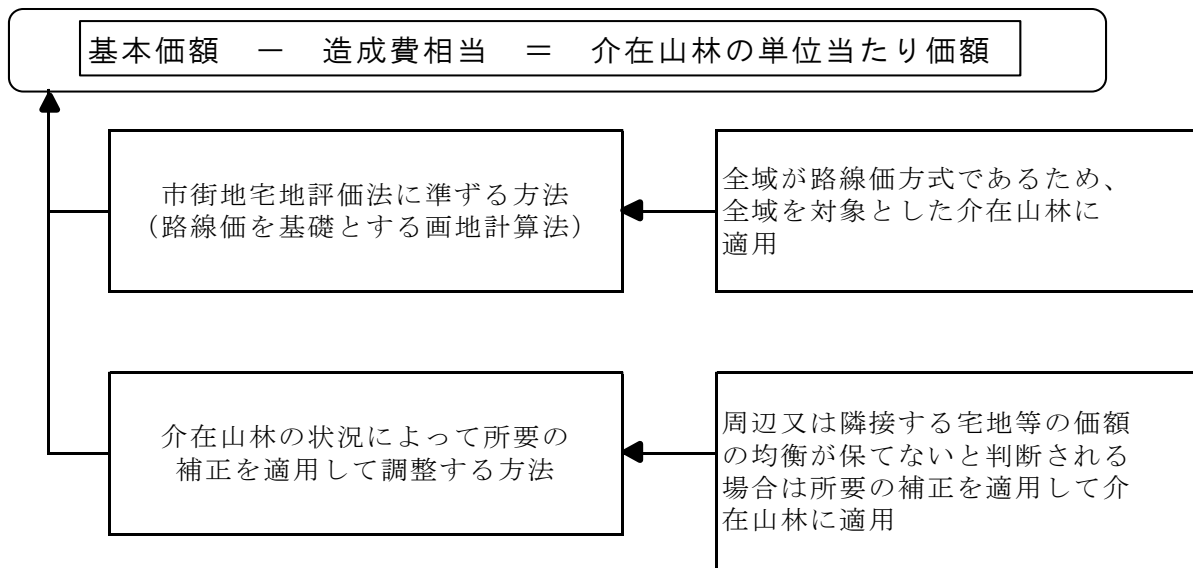 基本価額　－　造成費相当　＝　介在山林の単位当たり価額
市街地宅地評価法に準ずる方法
（路線価を基礎とする画地計算法）
全域が路線価方式であるため、
全域を対象とした介在山林に
適用
介在山林の状況によって所要の
補正を適用して調整する方法
周辺又は隣接する宅地等の価額
の均衡が保てないと判断される
場合は所要の補正を適用して介
在山林に適用